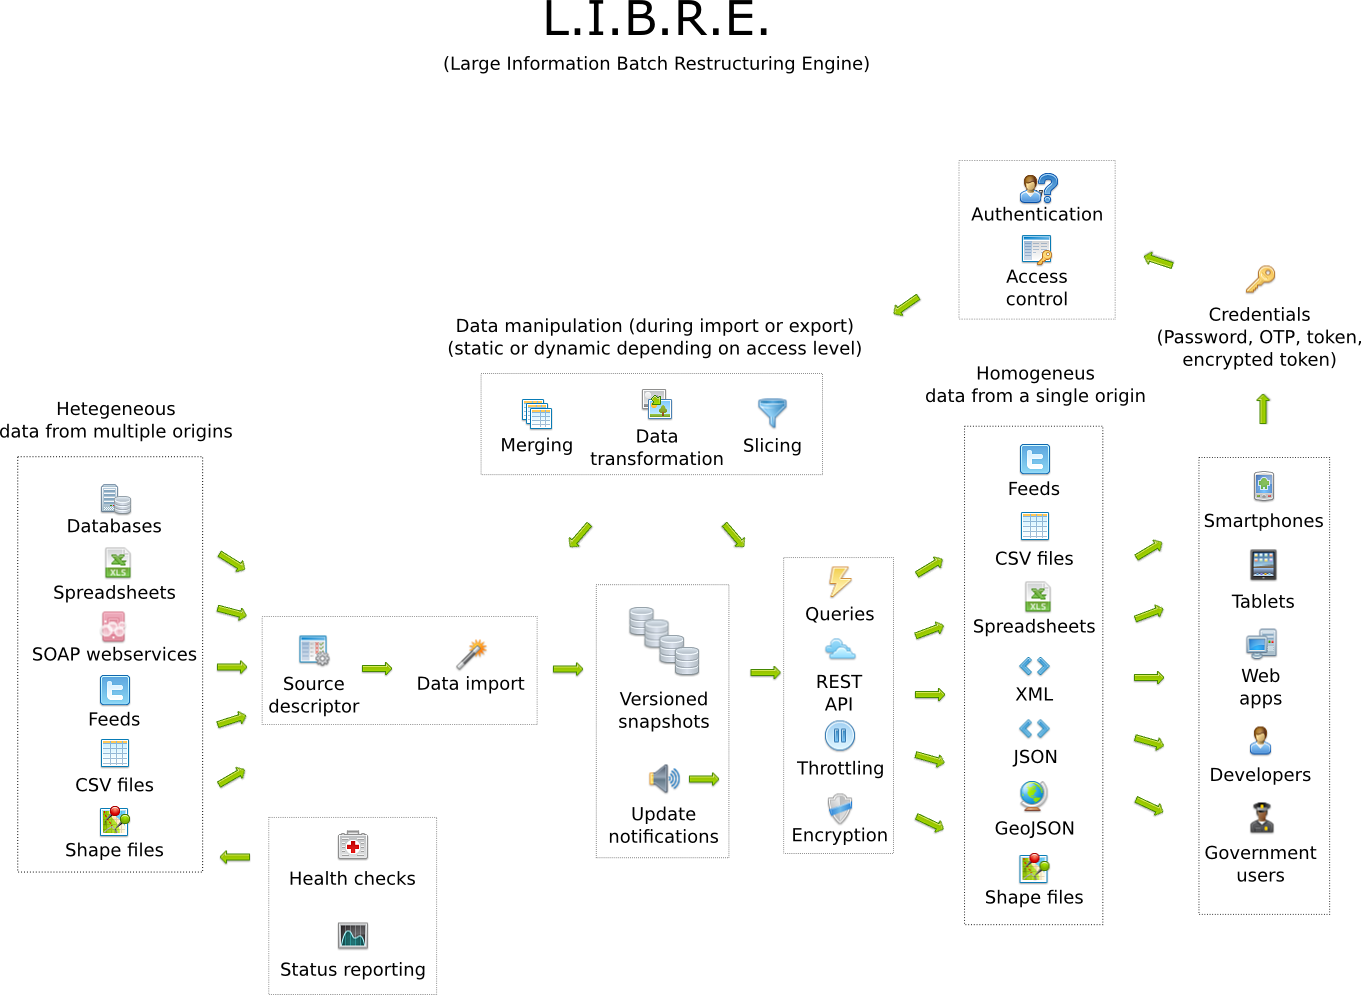 L.I.B.R.E.
(Large Information Batch Restructuring Engine)
Authentication
Access
control
Credentials
(Password, OTP, token,
encrypted token)
Data manipulation (during import or export)
(static or dynamic depending on access level)
Merging
Data
transformation
Slicing
Homogeneus
data from a single origin
Hetegeneous
data from multiple origins
Databases
Spreadsheets
XLS
SOAP webservices
Feeds
CSV files
Shape files
Source
descriptor
Data import
Health checks
Status reporting
Versioned
snapshots
Update
notifications
Queries
REST
API
Throttling
Encryption
Feeds
CSV files
XLS
Spreadsheets
XML
JSON
GeoJSON
Shape files
Smartphones
Tablets
Web
apps
Developers
Government
users